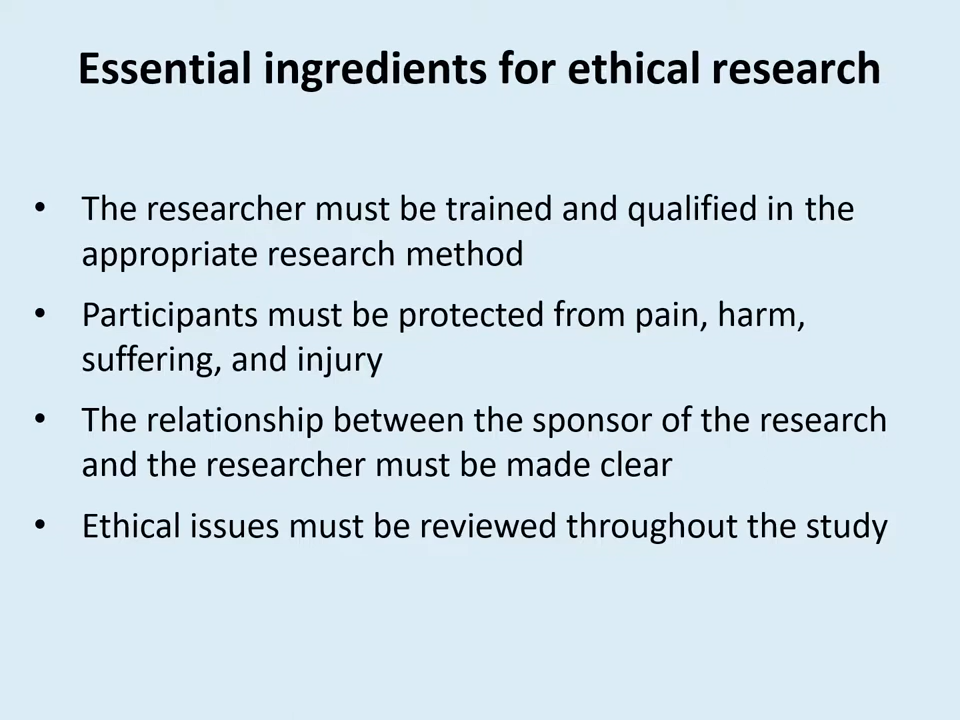 Essential ingredients for ethical research
• The researcher must be trained and qualified in the
appropriate research method
• Participants must be protected from pain, harm,
suffering, and injury
• The relationship between the sponsor of the research
and the researcher must be made clear
• Ethical issues must be reviewed throughout the study